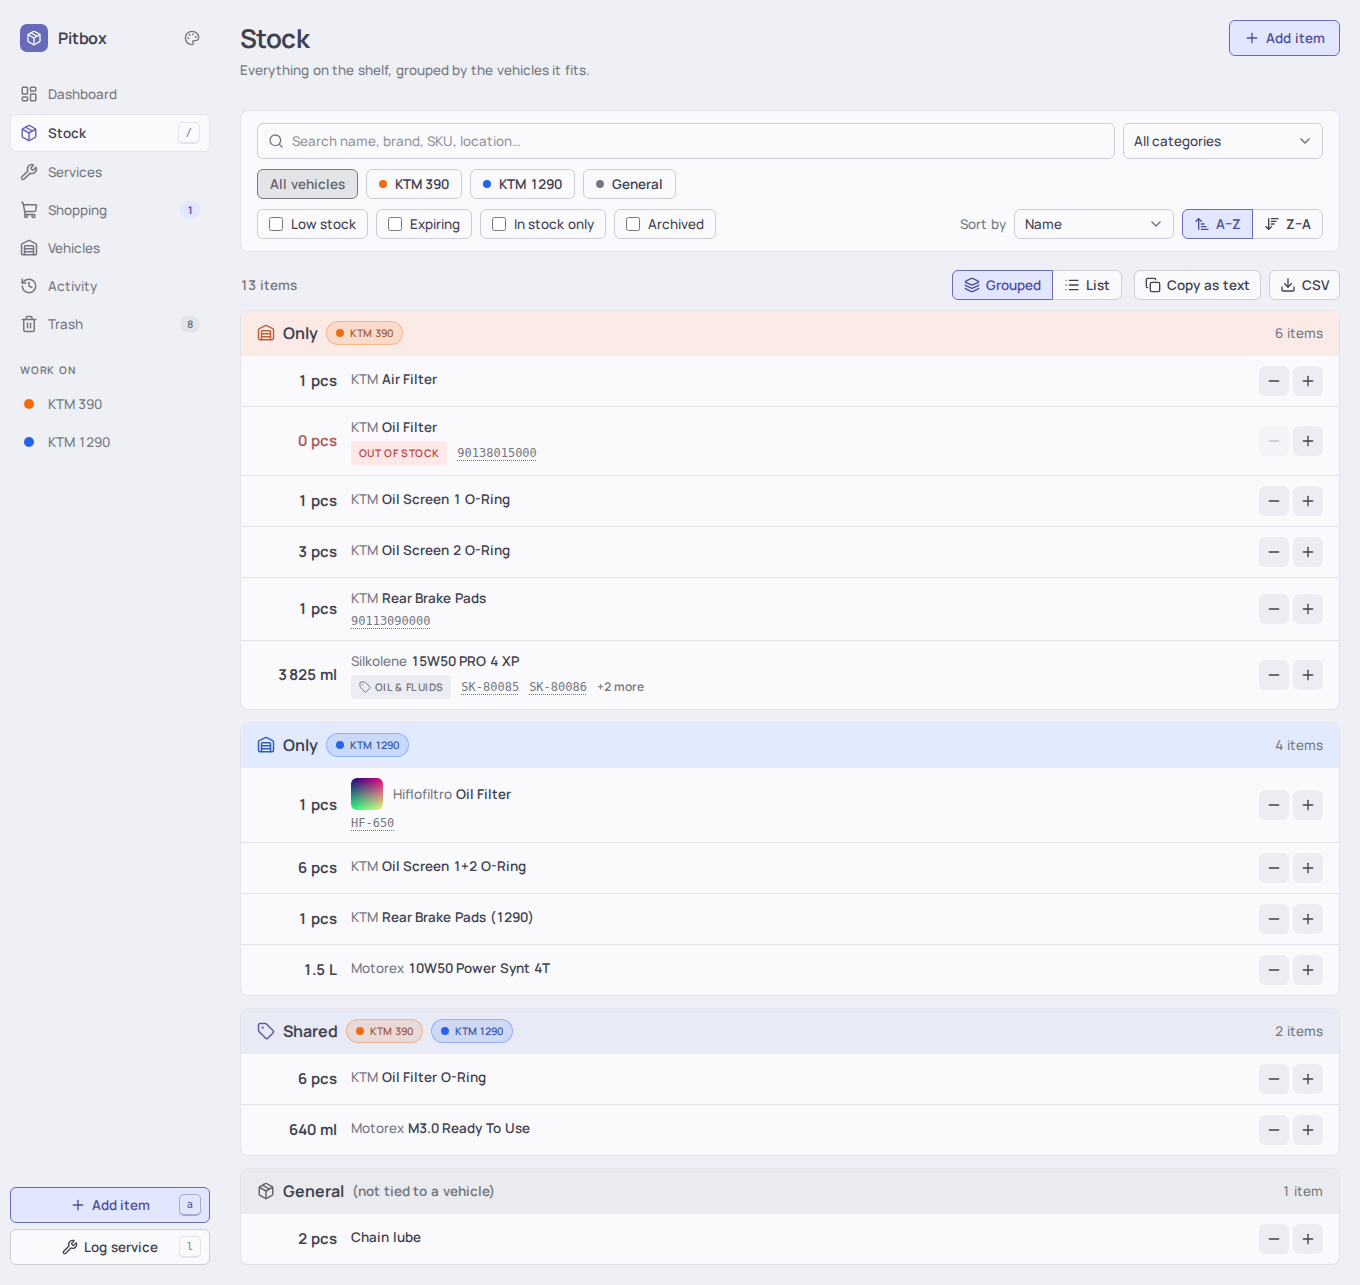 Pitbox
Dashboard
Stock /
Services
Shopping 1
Vehicles
Activity
Trash 8
WORK ON
KTM 390
KTM 1290
Add item a
Log service l
Stock
Add item
Everything on the shelf, grouped by the vehicles it fits.
Search name, brand, SKU, location…
All categories
All vehicles KTM 390 KTM 1290 General
Low stock Expiring In stock only Archived Sort by Name A–Z Z–A
13 items Grouped List Copy as text CSV
Only KTM 390 6 items
1 pcs KTM Air Filter
0 pcs KTM Oil Filter
OUT OF STOCK 90138015000
1 pcs KTM Oil Screen 1 O-Ring
3 pcs KTM Oil Screen 2 O-Ring
1 pcs KTM Rear Brake Pads
90113090000
3 825 ml Silkolene 15W50 PRO 4 XP
OIL & FLUIDS SK-80085 SK-80086 +2 more
Only KTM 1290 4 items
1 pcs Hiflofiltro Oil Filter
HF-650
6 pcs KTM Oil Screen 1+2 O-Ring
1 pcs KTM Rear Brake Pads (1290)
1.5 L Motorex 10W50 Power Synt 4T
Shared KTM 390 KTM 1290 2 items
6 pcs KTM Oil Filter O-Ring
640 ml Motorex M3.0 Ready To Use
General (not tied to a vehicle) 1 item
2 pcs Chain lube